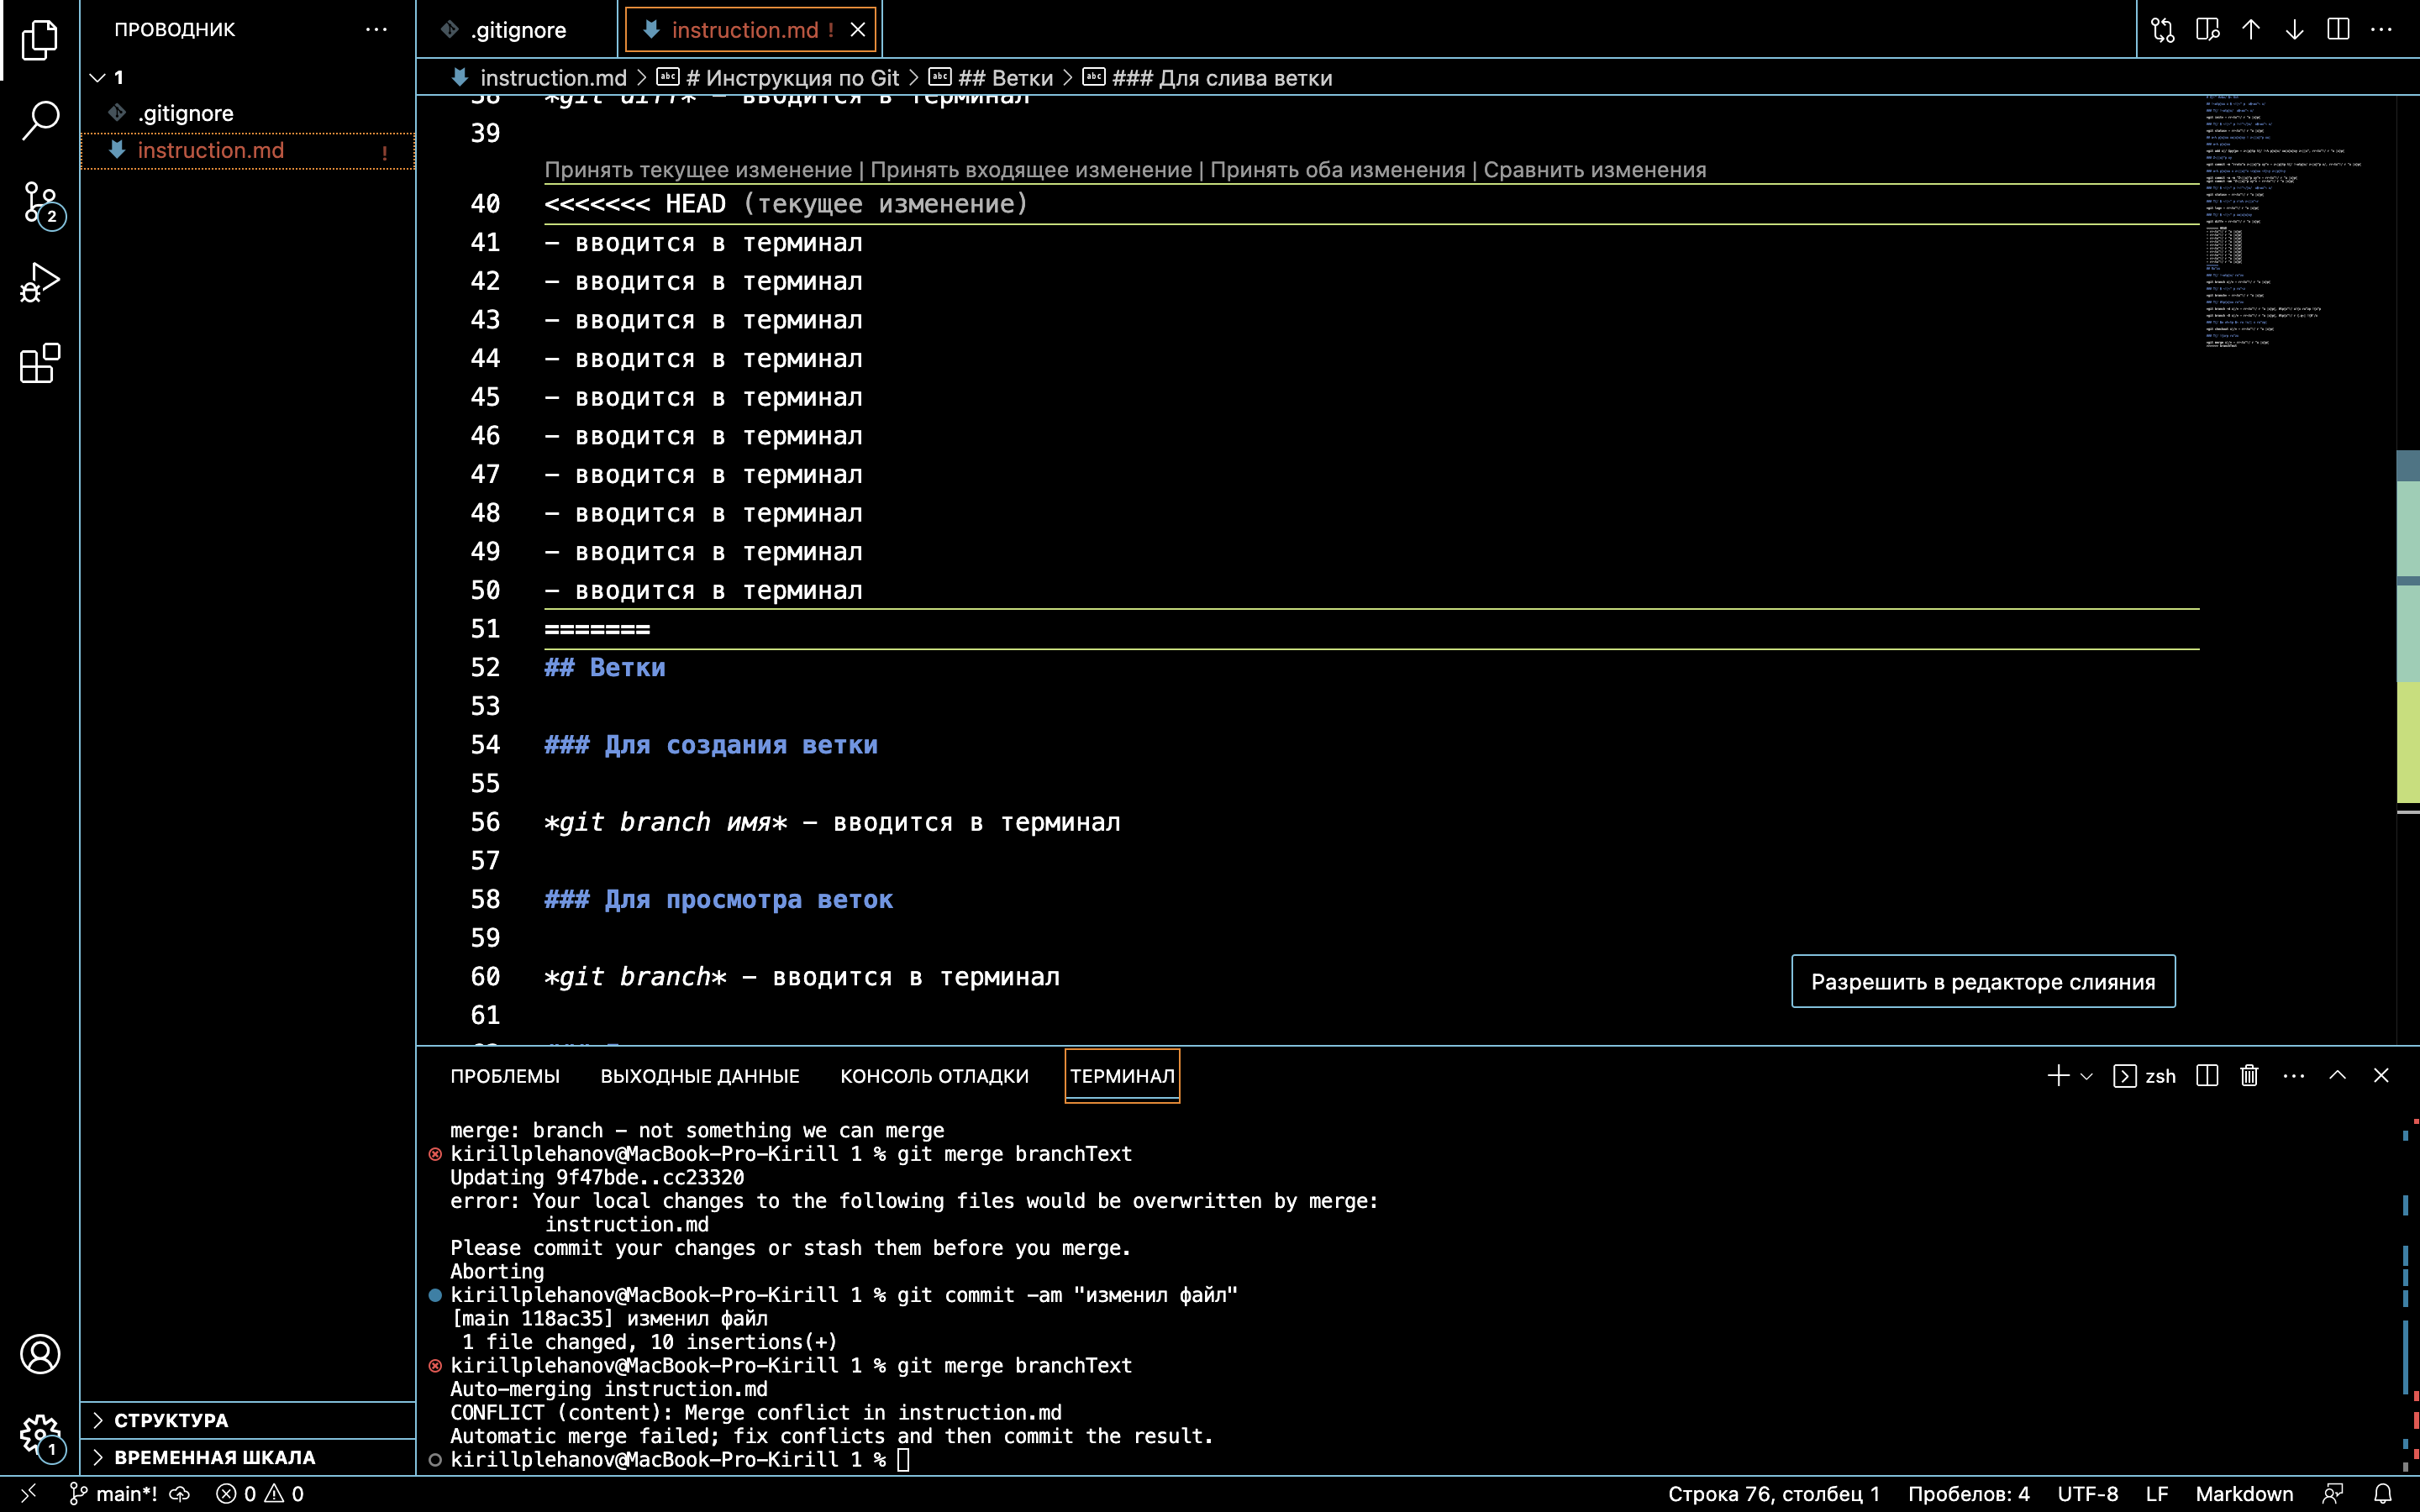 ПРОВОДНИК
.gitignore
instruction.md !
1
.gitignore
instruction.md !
2
instruction.md > # Инструкция по Git > ## Ветки > ### Для слива ветки
38 *git diff* – вводится в терминал
39
Принять текущее изменение | Принять входящее изменение | Принять оба изменения | Сравнить изменения
40 <<<<<<< HEAD (текущее изменение)
41 – вводится в терминал
42 – вводится в терминал
43 – вводится в терминал
44 – вводится в терминал
45 – вводится в терминал
46 – вводится в терминал
47 – вводится в терминал
48 – вводится в терминал
49 – вводится в терминал
50 – вводится в терминал
51 =======
52 ## Ветки
53
54 ### Для создания ветки
55
56 *git branch имя* – вводится в терминал
57
58 ### Для просмотра веток
59
60 *git branch* – вводится в терминал
61
Разрешить в редакторе слияния
ПРОБЛЕМЫ ВЫХОДНЫЕ ДАННЫЕ КОНСОЛЬ ОТЛАДКИ ТЕРМИНАЛ
zsh
merge: branch – not something we can merge
kirillplehanov@MacBook-Pro-Kirill 1 % git merge branchText
Updating 9f47bde..cc23320
error: Your local changes to the following files would be overwritten by merge:
instruction.md
Please commit your changes or stash them before you merge.
Aborting
kirillplehanov@MacBook-Pro-Kirill 1 % git commit -am "изменил файл"
[main 118ac35] изменил файл
1 file changed, 10 insertions(+)
kirillplehanov@MacBook-Pro-Kirill 1 % git merge branchText
Auto-merging instruction.md
CONFLICT (content): Merge conflict in instruction.md
Automatic merge failed; fix conflicts and then commit the result.
kirillplehanov@MacBook-Pro-Kirill 1 %
СТРУКТУРА
ВРЕМЕННАЯ ШКАЛА
1
main*! 0 0
Строка 76, столбец 1 Пробелов: 4 UTF-8 LF Markdown